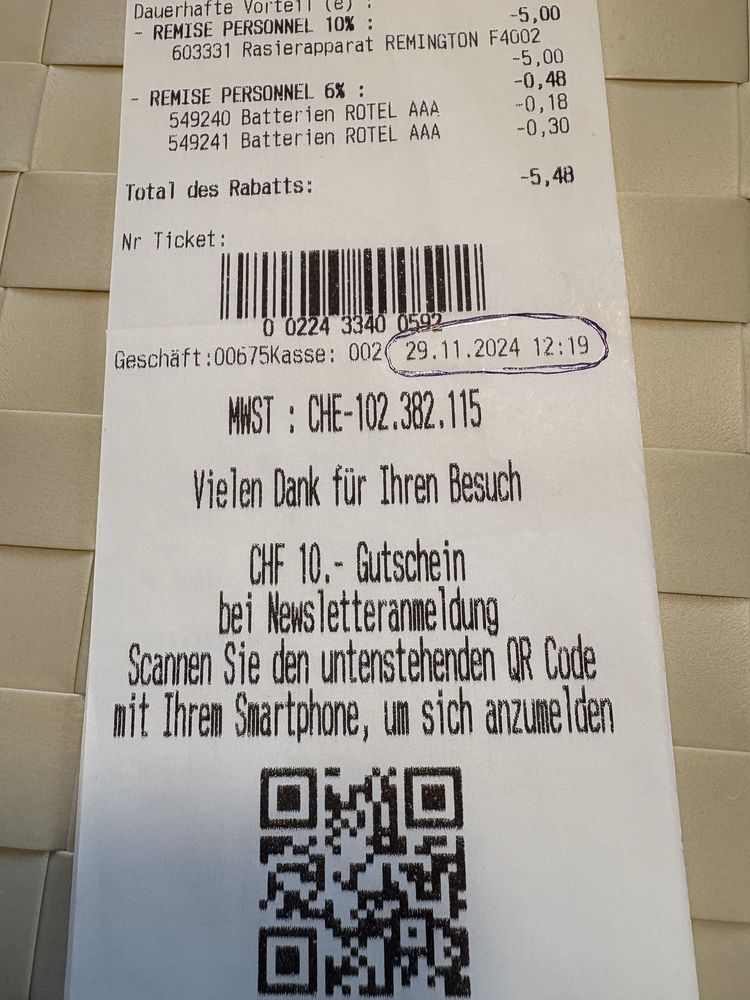 Dauerhafte Vorteil (e) :
- REMISE PERSONNEL 10% : -5,00
603331 Rasierapparat REMINGTON F4002
-5,00
- REMISE PERSONNEL 6% : -0,48
549240 Batterien ROTEL AAA -0,18
549241 Batterien ROTEL AAA -0,30
Total des Rabatts: -5,48
Nr Ticket:
0 0224 3340 0592
Geschäft:00675Kasse: 002 29.11.2024 12:19
MWST : CHE-102.382.115
Vielen Dank für Ihren Besuch
CHF 10.- Gutschein
bei Newsletteranmeldung
Scannen Sie den untenstehenden QR Code
mit Ihrem Smartphone, um sich anzumelden